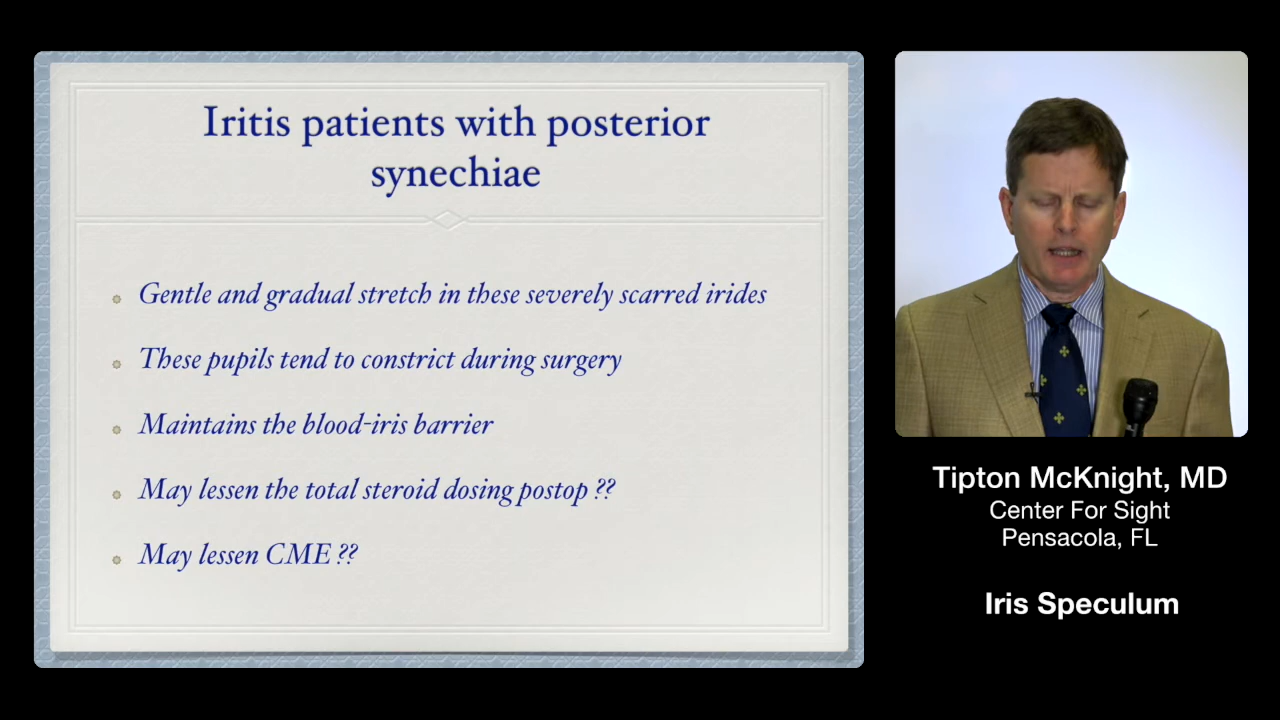 Iritis patients with posterior
synechiae
Gentle and gradual stretch in these severely scarred irides
These pupils tend to constrict during surgery
Maintains the blood-iris barrier
May lessen the total steroid dosing postop ??
May lessen CME ??
Tipton McKnight, MD
Center For Sight
Pensacola, FL
Iris Speculum